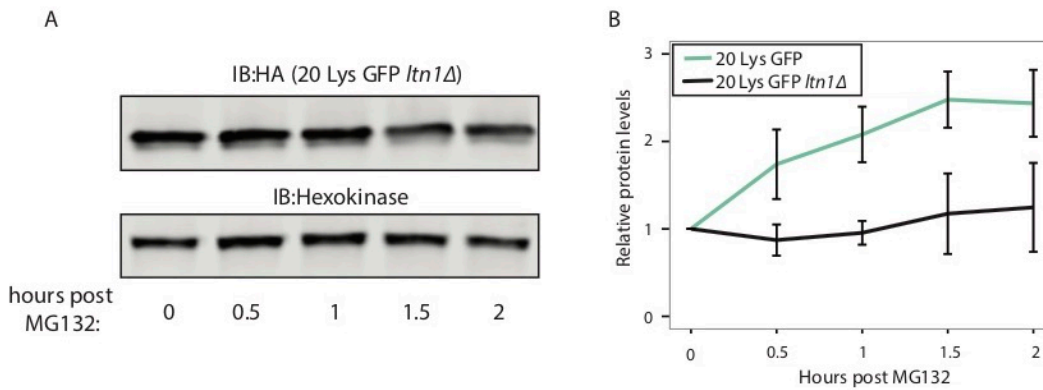 A
IB:HA (20 Lys GFP ltn1Δ)
IB:Hexokinase
hours post
MG132:
0 0.5 1 1.5 2
B
3
2
1
0
Relative protein levels
20 Lys GFP
20 Lys GFP ltn1Δ
0 0.5 1 1.5 2
Hours post MG132